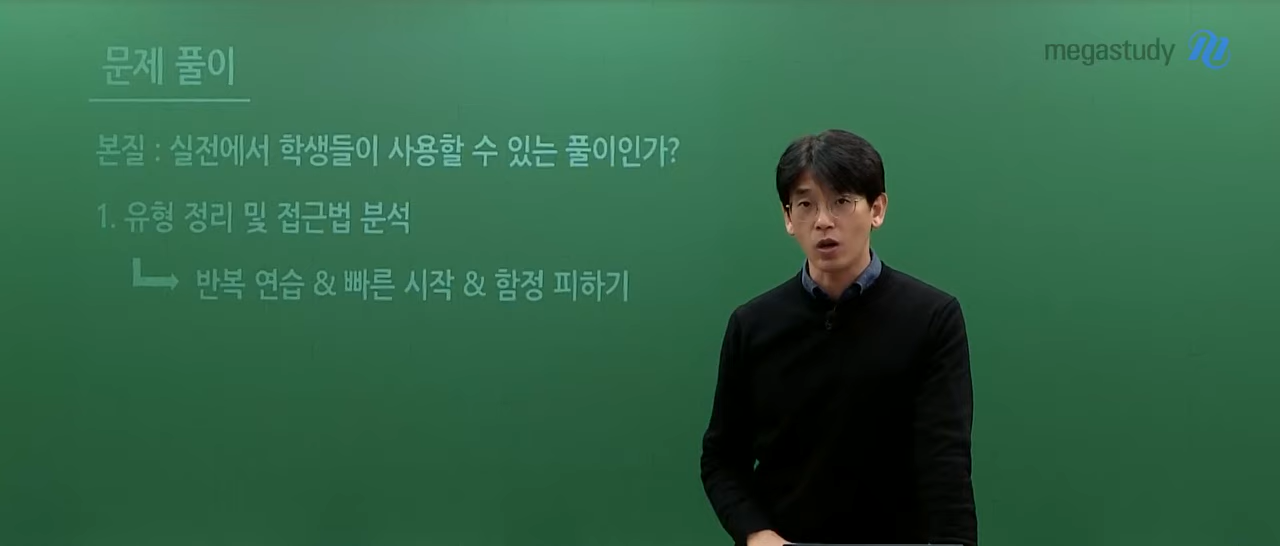 문제 풀이
megastudy
본질 : 실전에서 학생들이 사용할 수 있는 풀이인가?
1. 유형 정리 및 접근법 분석
반복 연습 & 빠른 시작 & 함정 피하기